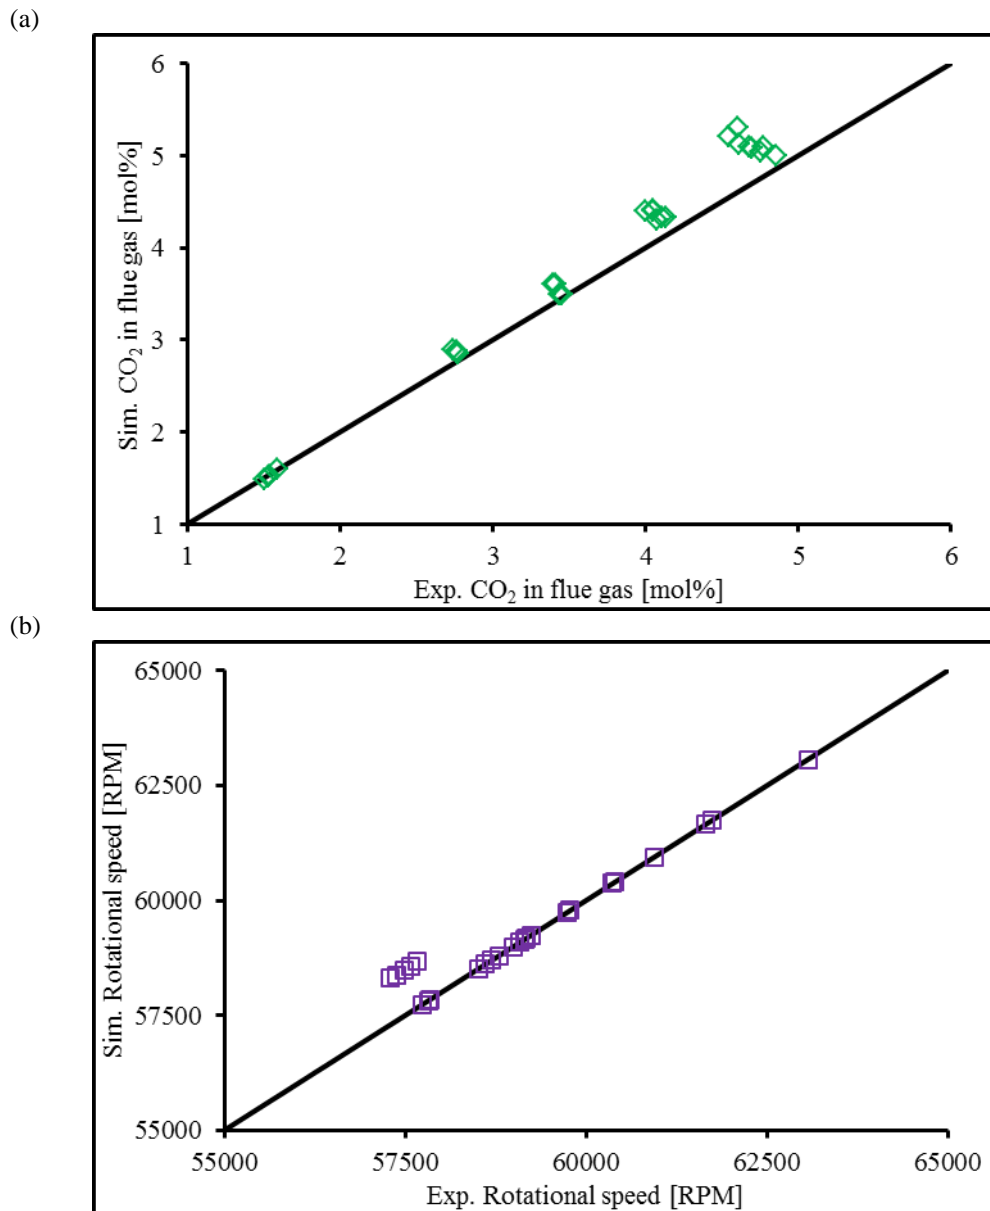 (a)
6
5
4
3
2
1
1 2 3 4 5 6
Sim. CO₂ in flue gas [mol%]
Exp. CO₂ in flue gas [mol%]
(b)
65000
62500
60000
57500
55000
55000 57500 60000 62500 65000
Sim. Rotational speed [RPM]
Exp. Rotational speed [RPM]